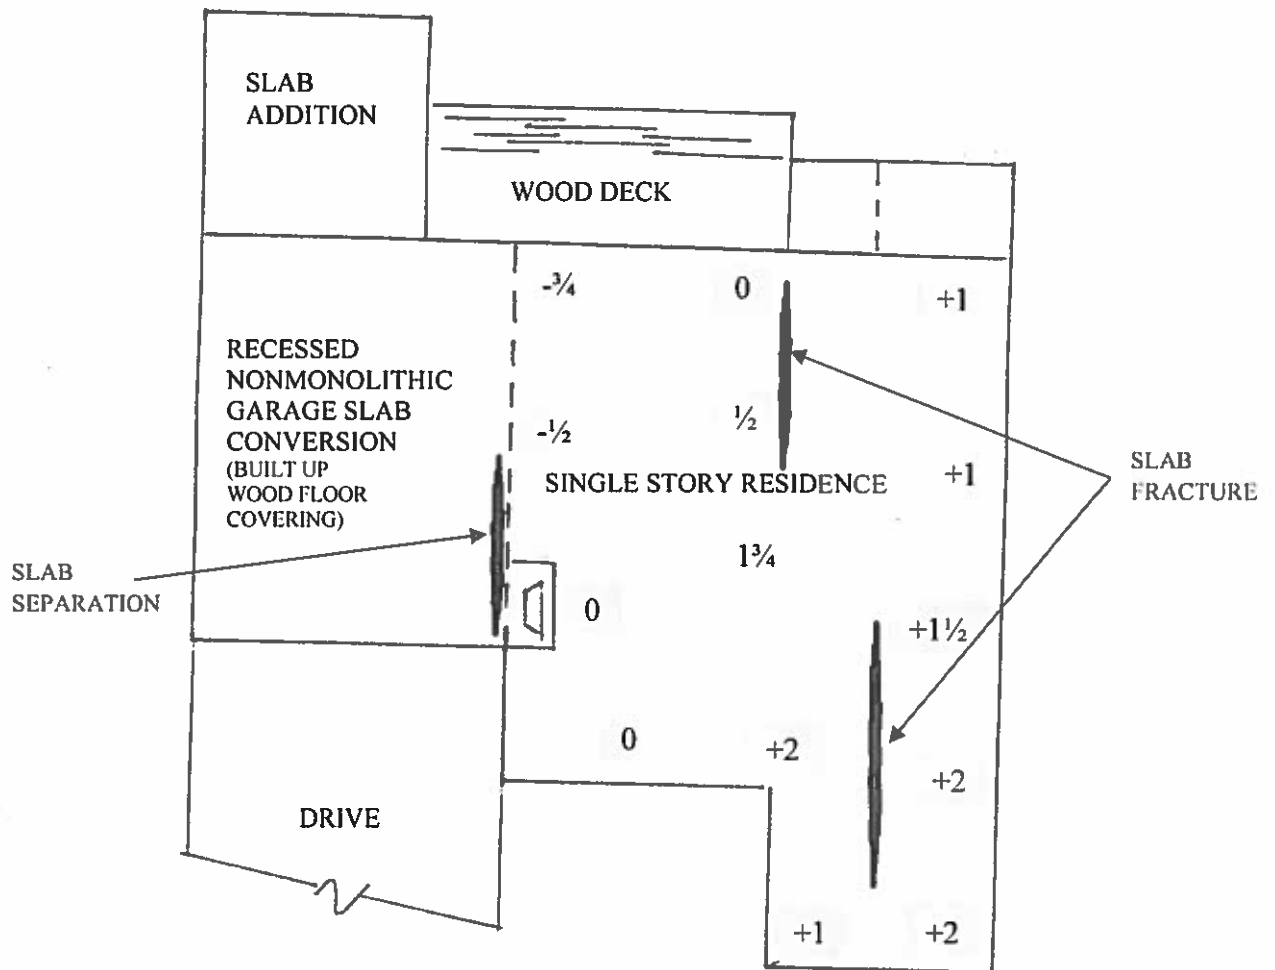 SLAB
ADDITION
WOOD DECK
-¾
0
+1
RECESSED
NONMONOLITHIC
GARAGE SLAB
CONVERSION
(BUILT UP
WOOD FLOOR
COVERING)
-½
½
+1
SINGLE STORY RESIDENCE
SLAB
FRACTURE
1¾
SLAB
SEPARATION
0
+1½
0
+2
+2
DRIVE
+1
+2